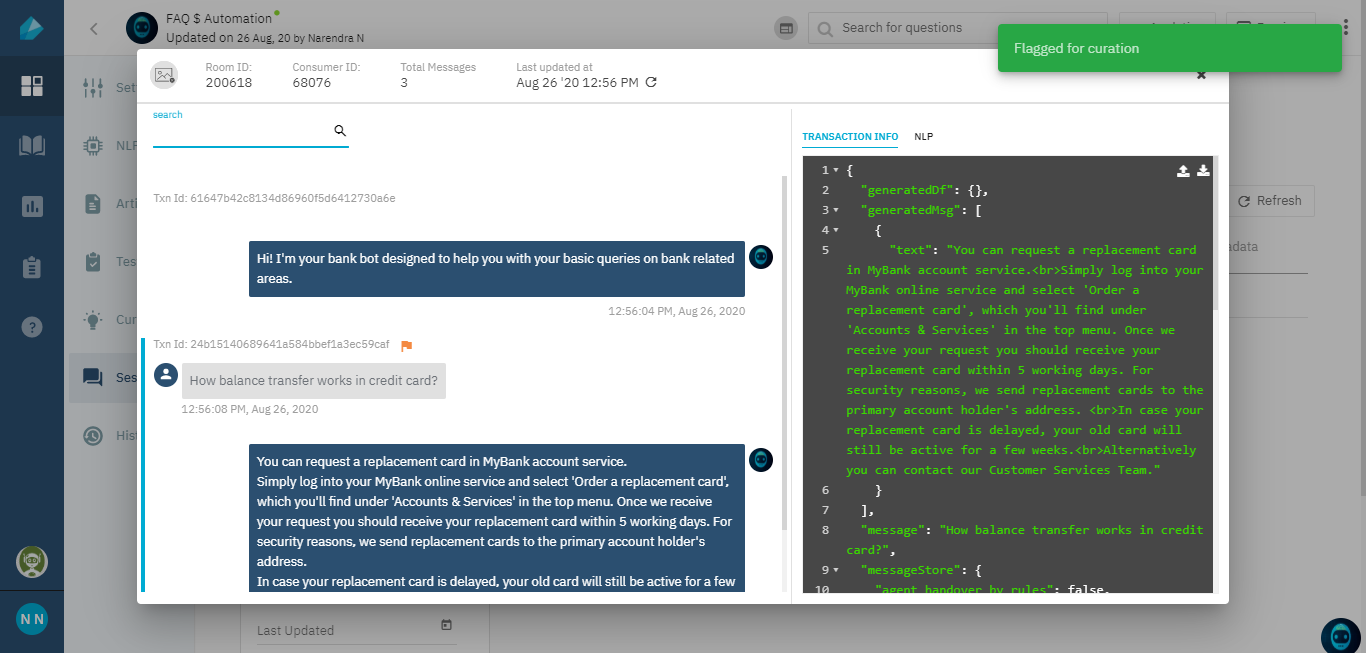 FAQ $ Automation
Updated on 26 Aug, 20 by Narendra N
Search for questions
Flagged for curation
Room ID:
200618
Consumer ID:
68076
Total Messages
3
Last updated at
Aug 26 '20 12:56 PM
search
Txn Id: 61647b42c8134d86960f5d6412730a6e
Hi! I'm your bank bot designed to help you with your basic queries on bank related
areas.
12:56:04 PM, Aug 26, 2020
Txn Id: 24b15140689641a584bbef1a3ec59caf
How balance transfer works in credit card?
12:56:08 PM, Aug 26, 2020
You can request a replacement card in MyBank account service.
Simply log into your MyBank online service and select 'Order a replacement card',
which you'll find under 'Accounts & Services' in the top menu. Once we receive
your request you should receive your replacement card within 5 working days. For
security reasons, we send replacement cards to the primary account holder's
address.
In case your replacement card is delayed, your old card will still be active for a few
TRANSACTION INFO NLP
1 {
2 "generatedDf": {},
3 "generatedMsg": [
4 {
5 "text": "You can request a replacement card
in MyBank account service.<br>Simply log into your
MyBank online service and select 'Order a
replacement card', which you'll find under
'Accounts & Services' in the top menu. Once we
receive your request you should receive your
replacement card within 5 working days. For
security reasons, we send replacement cards to the
primary account holder's address. <br>In case your
replacement card is delayed, your old card will
still be active for a few weeks.<br>Alternatively
you can contact our Customer Services Team."
6 }
7 ],
8 "message": "How balance transfer works in credit
card?",
9 "messageStore": {
10 "agent_handover_by_rules": false,
NLP
Refresh
Last Updated
N N